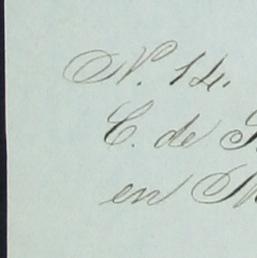 N. 14.
C. de
en